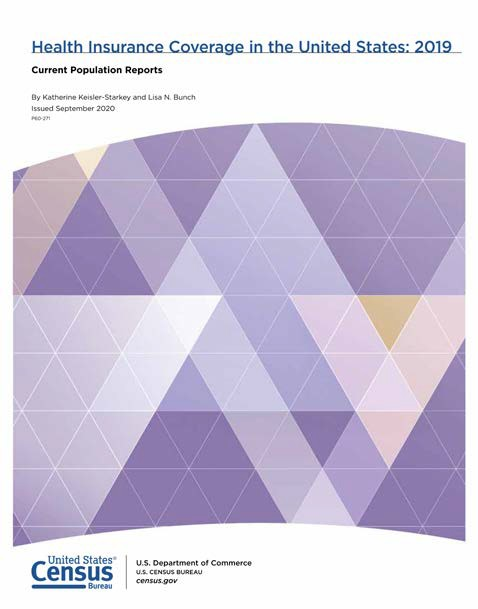 Health Insurance Coverage in the United States: 2019
Current Population Reports
By Katherine Keisler-Starkey and Lisa N. Bunch
Issued September 2020
P60-271
United States®
Census
Bureau
U.S. Department of Commerce
U.S. CENSUS BUREAU
census.gov